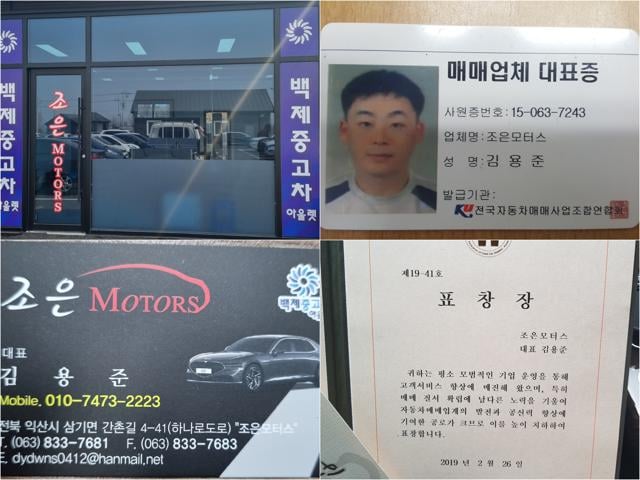 백제중고차
아울렛
조은 MOTORS
백제중고차
아울렛
매매업체 대표증
사원증번호: 15-063-7243
업체명: 조은모터스
성 명: 김용준
발급기관:
전국자동차매매사업조합연합회
조은 MOTORS
백제중고
아울
대표
김 용 준
Mobile. 010-7473-2223
전북 익산시 삼기면 간촌길 4-41(하나로도로) "조은모터스"
T. (063) 833-7681 F. (063) 833-7683
E. dydwns0412@hanmail.net
제19-41호
표 창 장
조은모터스
대표 김용준
귀하는 평소 모범적인 기업 운영을 통해
고객서비스 향상에 매진해 왔으며, 특히
매매 질서 확립에 남다른 노력을 기울여
자동차매매업계의 발전과 공신력 향상에
기여한 공로가 크므로 이를 높이 치하하여
표창합니다.
2019 년 2 월 26 일